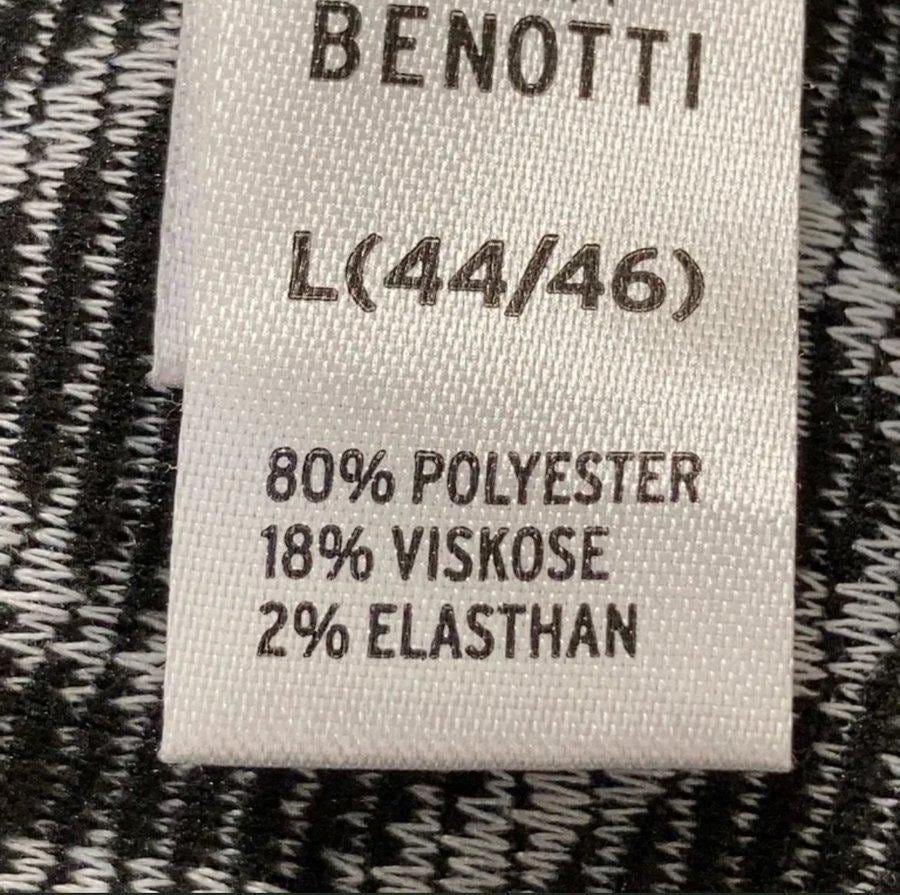 BENOTTI
L(44/46)
80% POLYESTER
18% VISKOSE
2% ELASTHAN